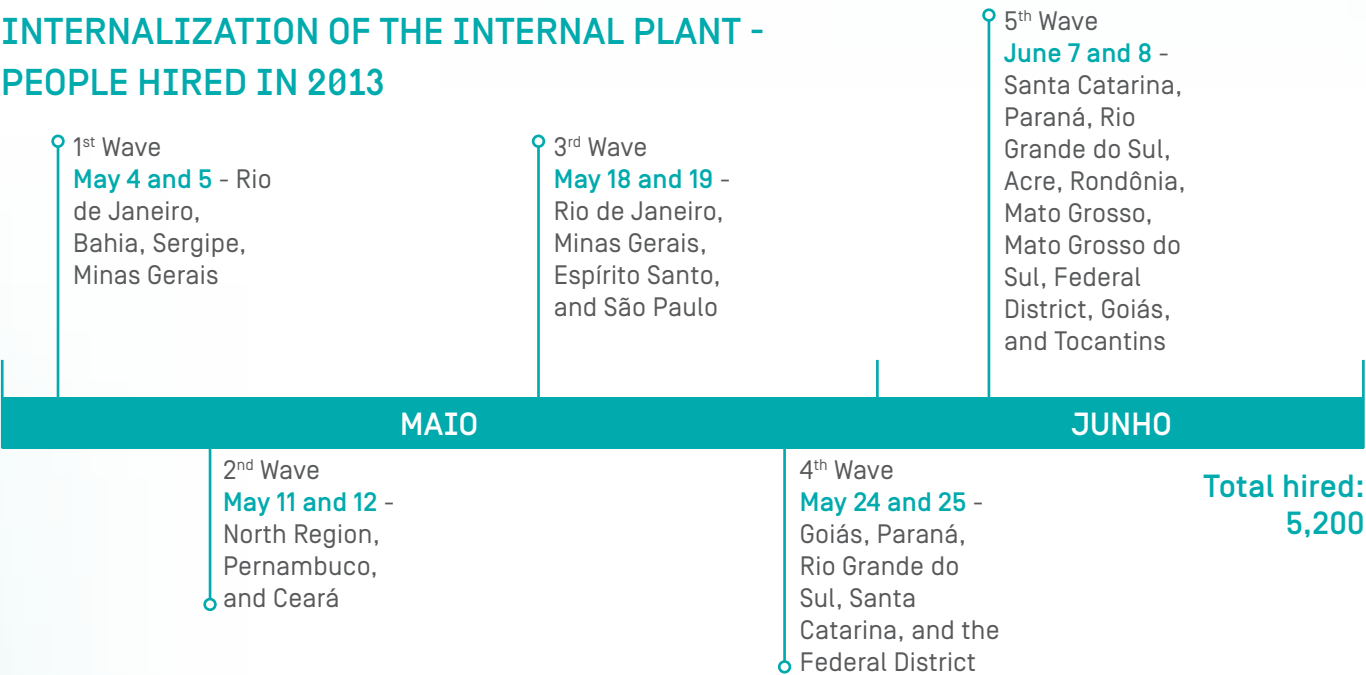 INTERNALIZATION OF THE INTERNAL PLANT -
PEOPLE HIRED IN 2013
1st Wave
May 4 and 5 - Rio
de Janeiro,
Bahia, Sergipe,
Minas Gerais
3rd Wave
May 18 and 19 -
Rio de Janeiro,
Minas Gerais,
Espírito Santo,
and São Paulo
5th Wave
June 7 and 8 -
Santa Catarina,
Paraná, Rio
Grande do Sul,
Acre, Rondônia,
Mato Grosso,
Mato Grosso do
Sul, Federal
District, Goiás,
and Tocantins
MAIO
JUNHO
2nd Wave
May 11 and 12 -
North Region,
Pernambuco,
and Ceará
4th Wave
May 24 and 25 -
Goiás, Paraná,
Rio Grande do
Sul, Santa
Catarina, and the
Federal District
Total hired:
5,200